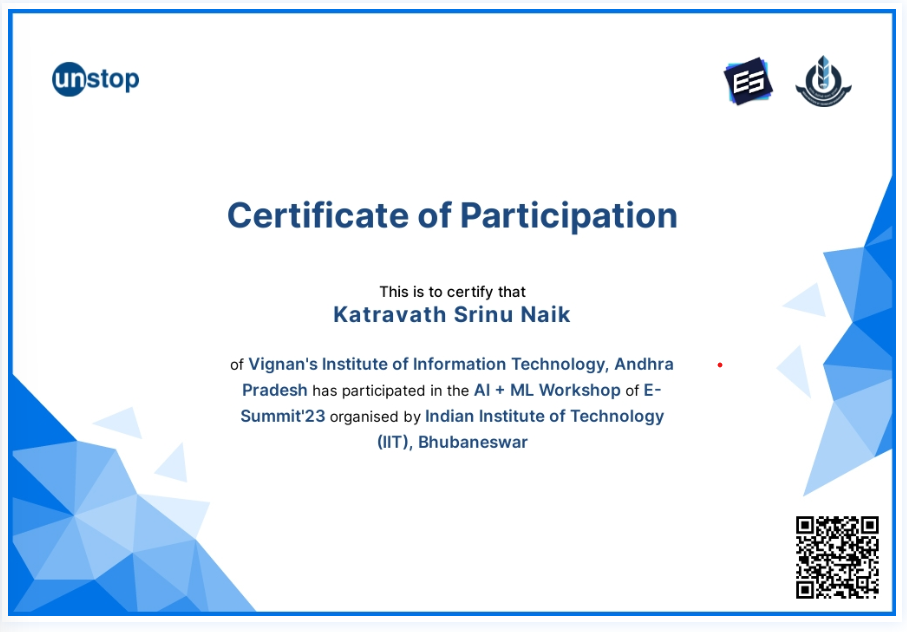 unstop
ES
Certificate of Participation
This is to certify that
Katravath Srinu Naik
of Vignan's Institute of Information Technology, Andhra
Pradesh has participated in the AI + ML Workshop of E-
Summit'23 organised by Indian Institute of Technology
(IIT), Bhubaneswar